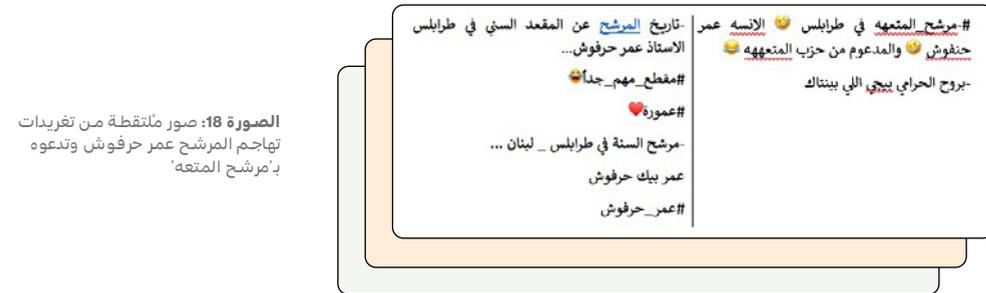 #-مرشح_المتعهه في طرابلس 🤣 الانسه عمر
حنفوش 🤣 والمدعوم من حزب المتعههه 😂
-بروح الحرامي بيجي اللي بينتاك
-تاريخ المرشح عن المقعد السني في طرابلس
الاستاذ عمر حرفوش...
#مقطع_مهم_جداً😂
#عمورة❤️
-مرشح السنة في طرابلس _ لبنان ...
عمر بيك حرفوش
#عمر_حرفوش
الصورة 18: صور مُلتقطة من تغريدات
تهاجم المرشح عمر حرفوش وتدعوه
بـ'مرشح المتعه'